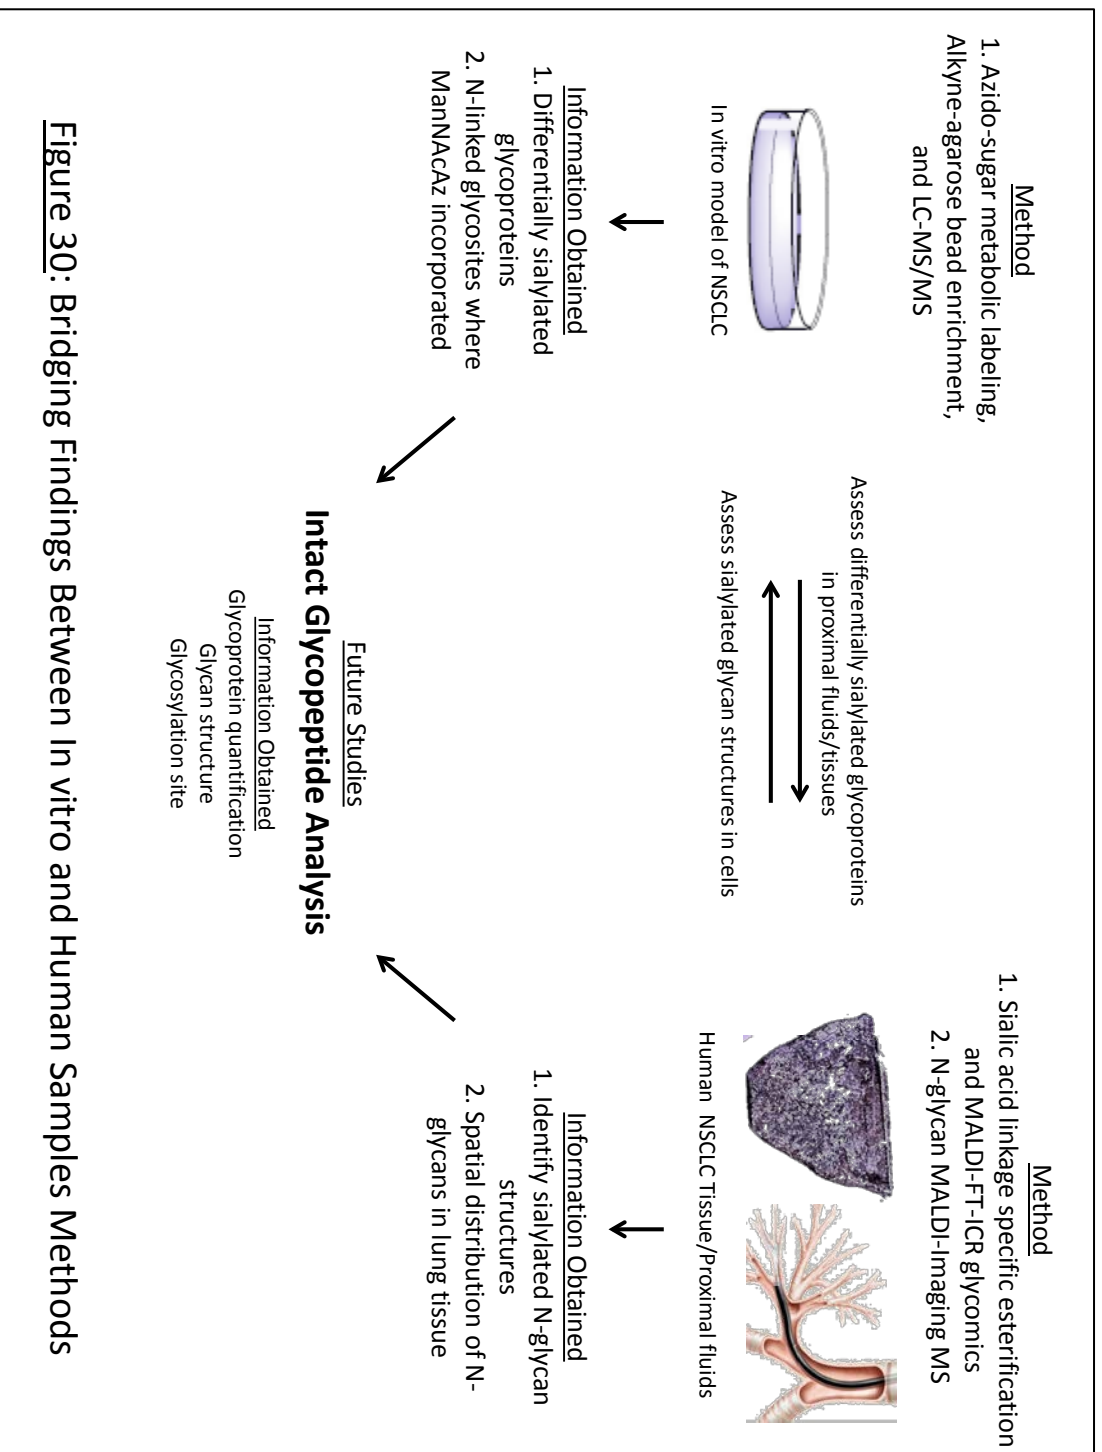 Method
1. Azido-sugar metabolic labeling,
Alkyne-agarose bead enrichment,
and LC-MS/MS
In vitro model of NSCLC
Information Obtained
1. Differentially sialylated
glycoproteins
2. N-linked glycosites where
ManNAcAz incorporated
Assess differentially sialylated glycoproteins
in proximal fluids/tissues
Assess sialylated glycan structures in cells
Method
1. Sialic acid linkage specific esterification
and MALDI-FT-ICR glycomics
2. N-glycan MALDI-Imaging MS
Human NSCLC Tissue/Proximal fluids
Information Obtained
1. Identify sialylated N-glycan
structures
2. Spatial distribution of N-
glycans in lung tissue
Future Studies
Intact Glycopeptide Analysis
Information Obtained
Glycoprotein quantification
Glycan structure
Glycosylation site
Figure 30: Bridging Findings Between In vitro and Human Samples Methods